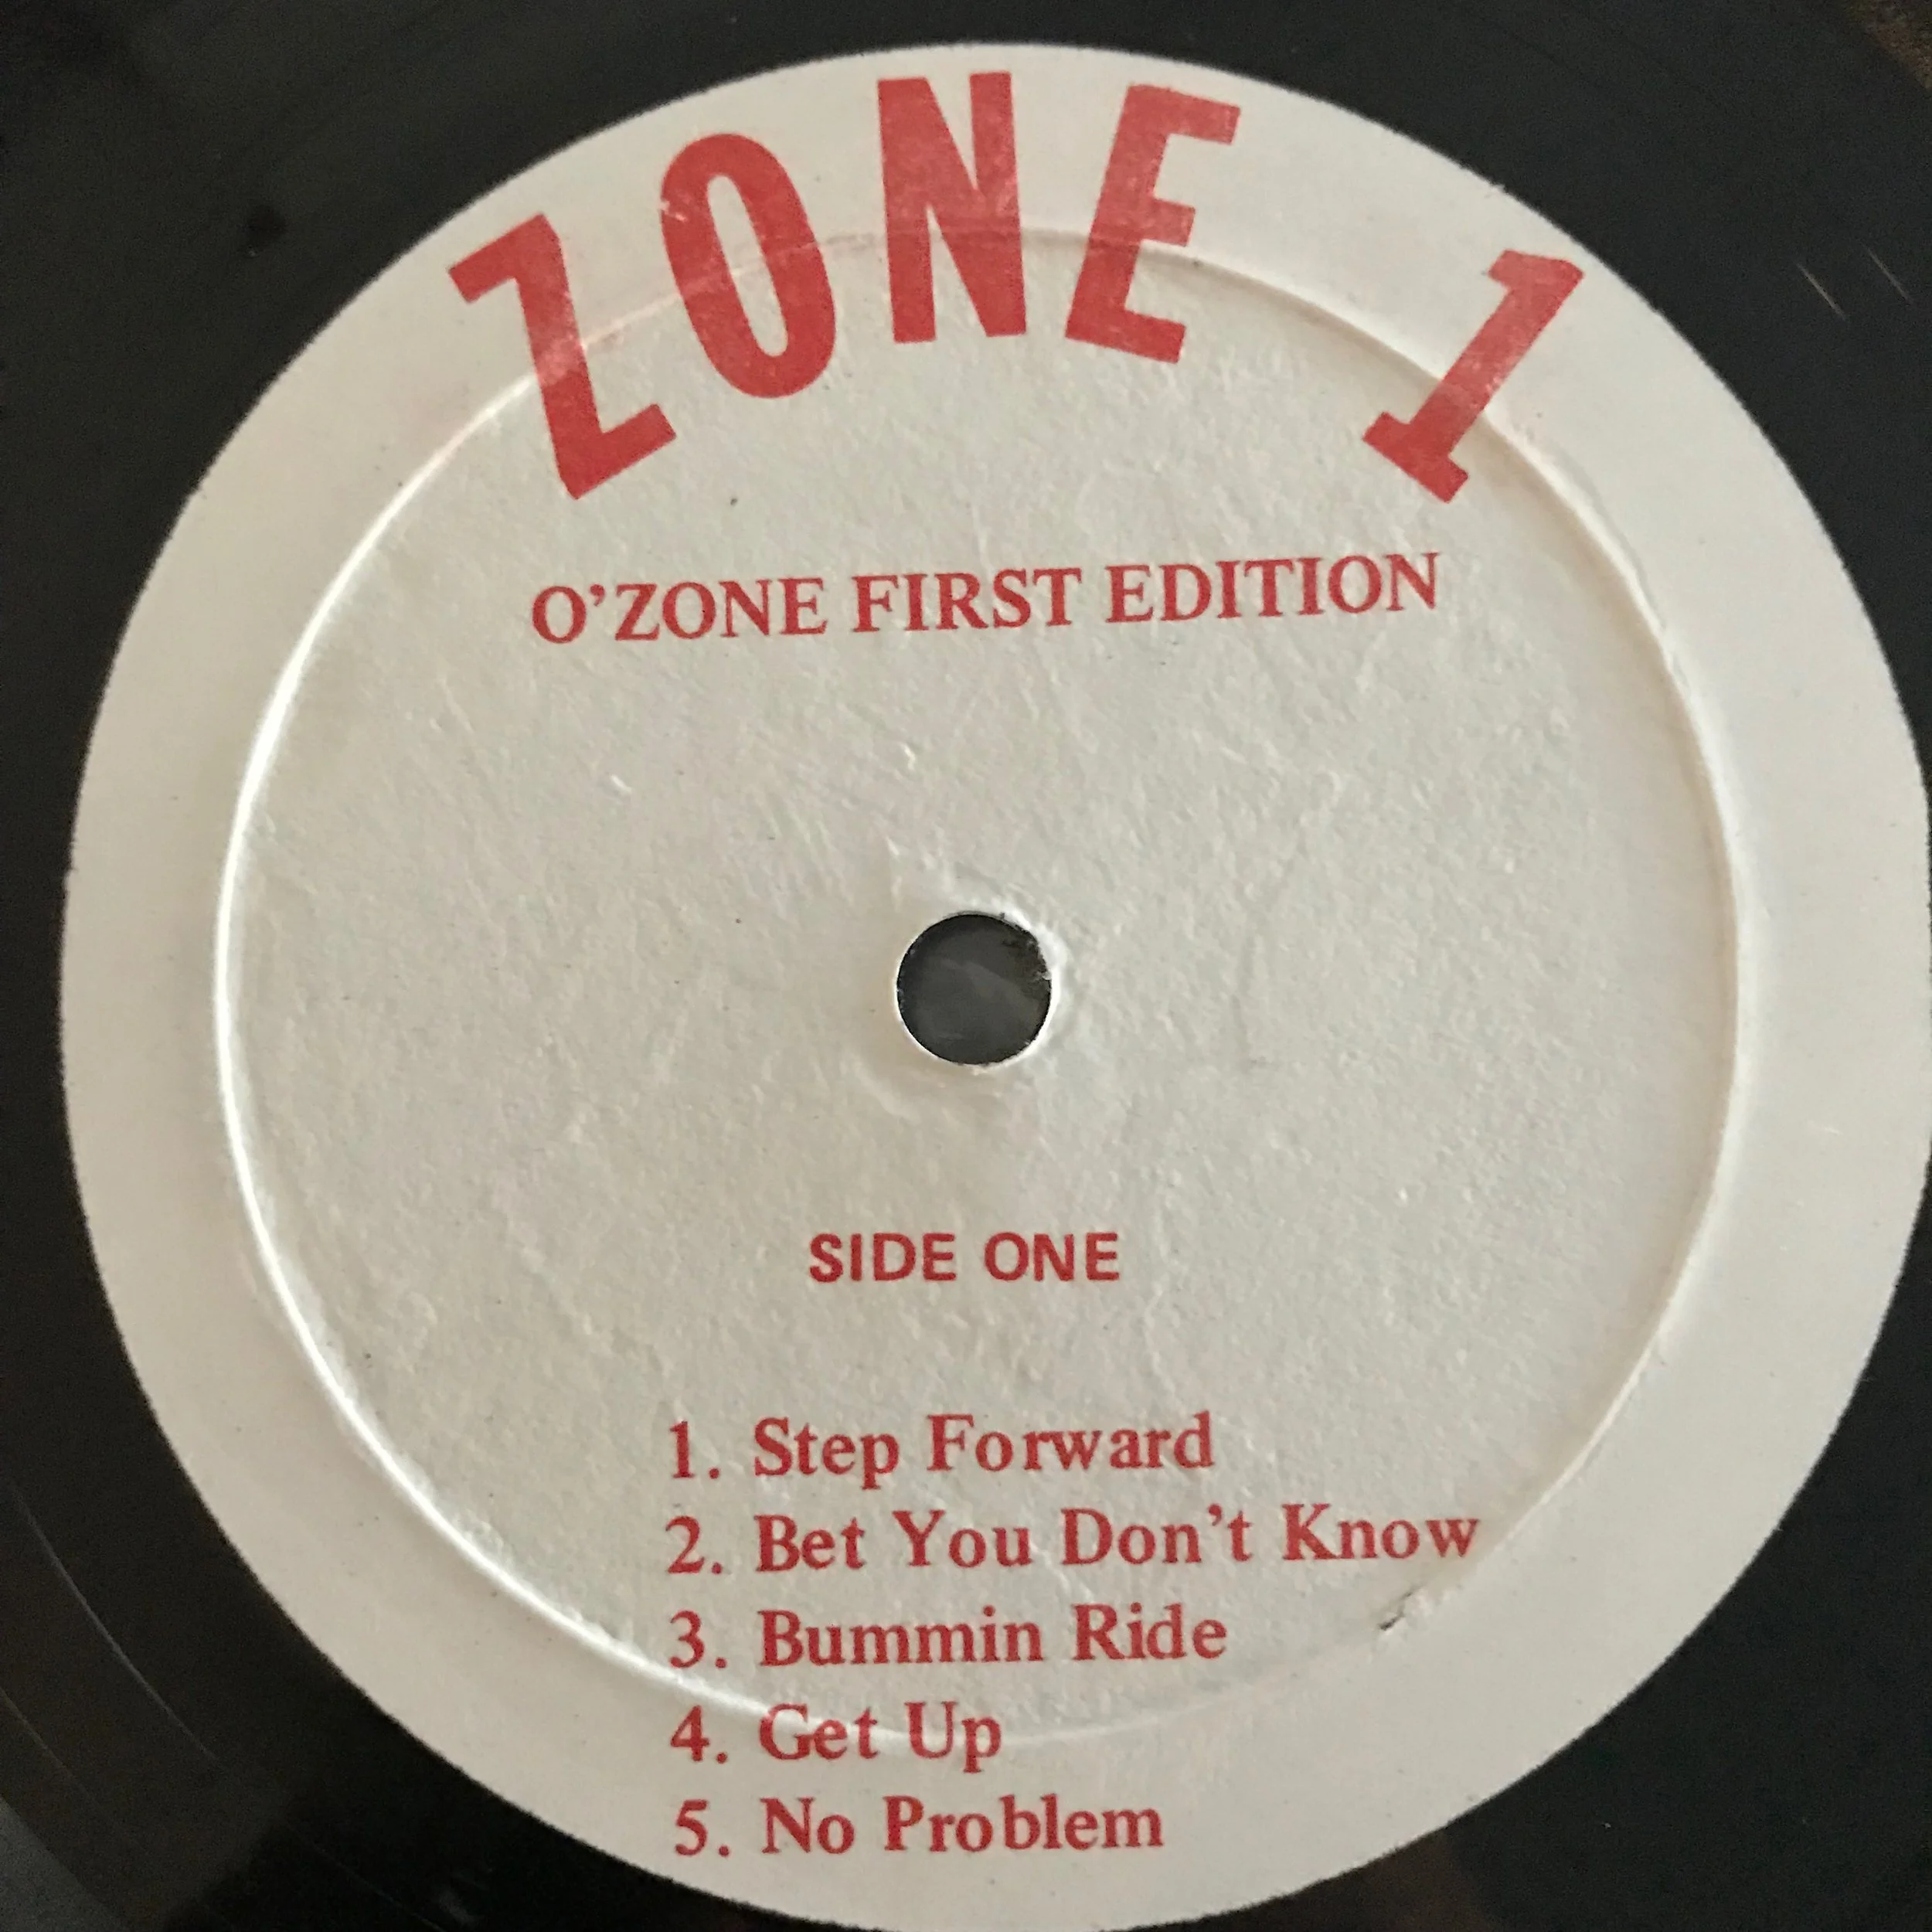 ZONE 1
O'ZONE FIRST EDITION
SIDE ONE
1. Step Forward
2. Bet You Don't Know
3. Bummin Ride
4. Get Up
5. No Problem